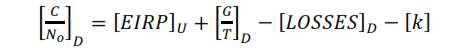 [C/N₀]_D = [EIRP]_U + [G/T]_D − [LOSSES]_D − [k]